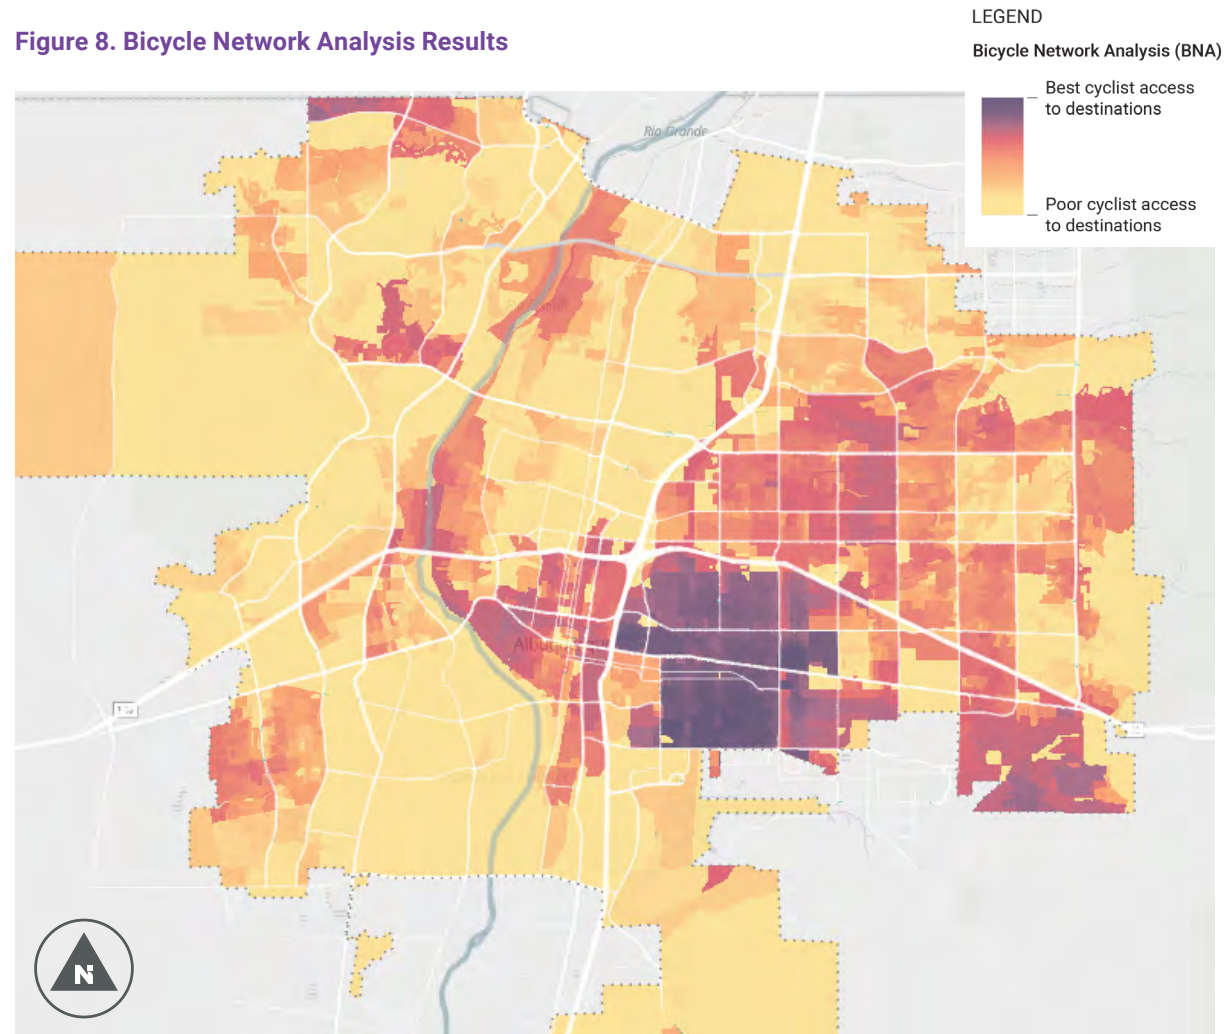 LEGEND
Figure 8. Bicycle Network Analysis Results
Bicycle Network Analysis (BNA)
Best cyclist access
to destinations
Rio Grande
Poor cyclist access
to destinations
Albuquerque
N